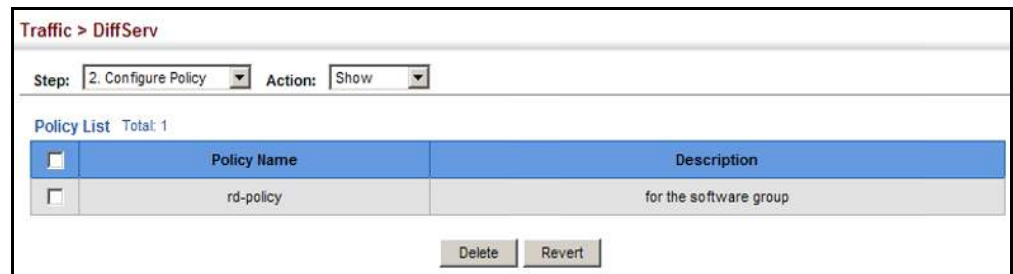 Traffic > DiffServ
Step: 2. Configure Policy Action: Show
Policy List Total: 1
Policy Name Description
rd-policy for the software group
Delete Revert